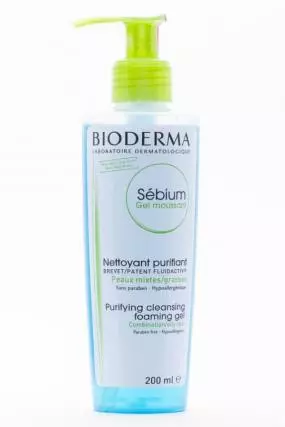 BIODERMA
LABORATOIRE DERMATOLOGIQUE
Sébium
Gel moussant
Nettoyant purifiant
BREVET/PATENT FLUIDACTIV
Peaux mixtes/grasses
Sans paraben - Hypoallergénique
Purifying cleansing
foaming gel
Combination/oily skin
Paraben free - Hypoallergenic
200 ml e